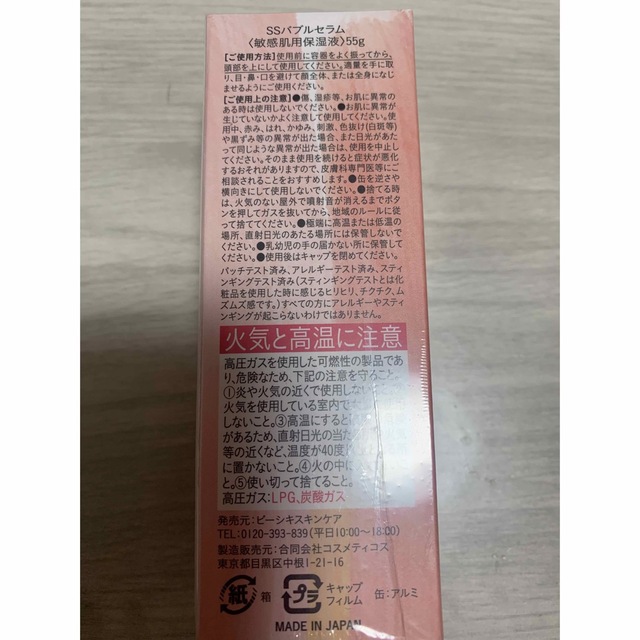 SSバブルセラム
〈敏感肌用保湿液〉55g
【ご使用方法】使用前に容器をよく振ってから、
頭部を上にして使用してください。適量を手に取
り、目・鼻・口を避けて顔全体、または全身になじ
ませるようにご使用ください。
【ご使用上の注意】●傷、湿疹等、お肌に異常の
ある時は使用しないでください。●お肌に異常が
生じていないかよく注意して使用してください。使
用中、赤み、はれ、かゆみ、刺激、色抜け(白斑等)
や黒ずみ等の異常が出た場合、また日光があた
って同じような異常が出た場合は、使用を中止し
てください。そのまま使用を続けると症状が悪化
するおそれがありますので、皮膚科専門医等にご
相談されることをおすすめします。●缶を逆さや
横向きにして使用しないでください。●捨てる時
は、火気のない屋外で噴射音が消えるまでボタ
ンを押してガスを抜いてから、地域のルールに従
って捨ててください。●極端に高温または低温の
場所、直射日光のあたる場所には保管しないで
ください。●乳幼児の手の届かない所に保管して
ください。●使用後はキャップを閉めてください。
パッチテスト済み、アレルギーテスト済み、スティ
ンギングテスト済み(スティンギングテストとは化
粧品を使用した時に感じるヒリヒリ、チクチク、ム
ズムズ感です。)すべての方にアレルギーやスティ
ンギングが起こらないわけではありません。
火気と高温に注意
高圧ガスを使用した可燃性の製品であ
り、危険なため、下記の注意を守ること。
①炎や火気の近くで使用しない
火気を使用している室内で
しないこと。③高温にすると
があるため、直射日光の当た
等の近くなど、温度が40度
に置かないこと。④火の中に
と。⑤使い切って捨てること。
高圧ガス:LPG、炭酸ガス
発売元:ビーシキスキンケア
TEL:0120-393-839(平日10:00~18:00)
製造販売元:合同会社コスメティコス
東京都目黒区中根1-21-16
紙 箱 プラ キャップ フィルム 缶:アルミ
MADE IN JAPAN